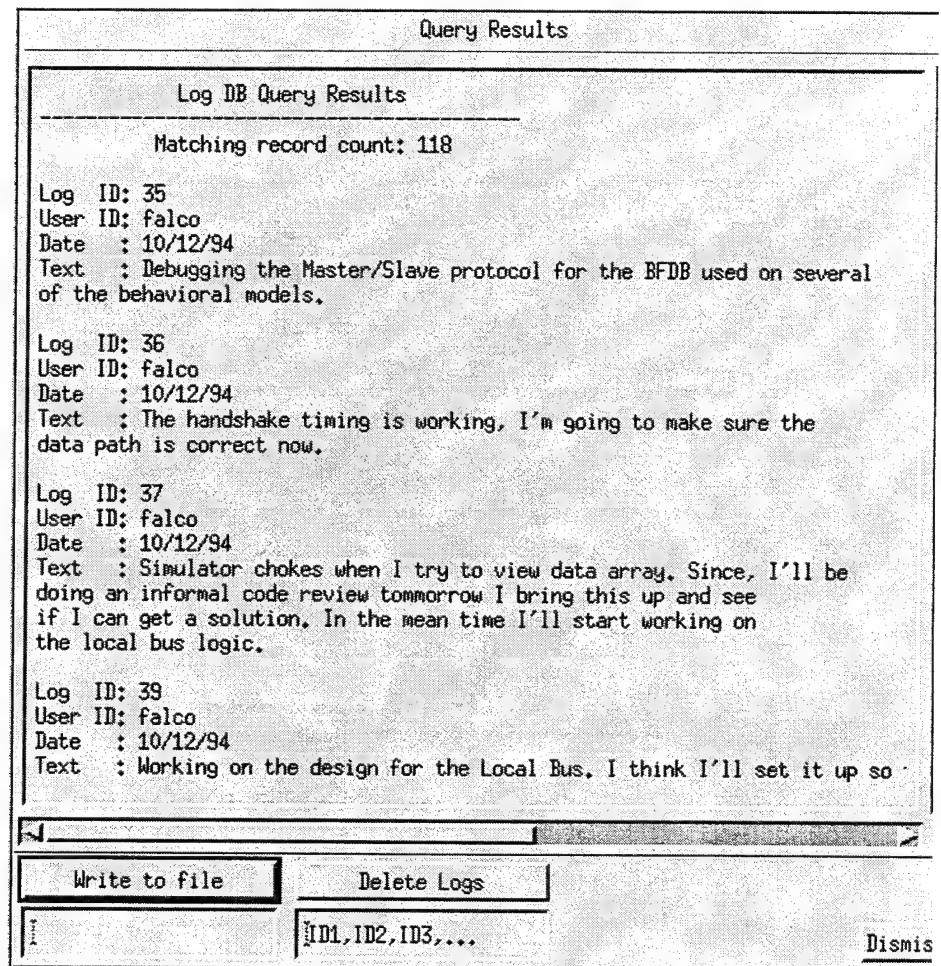 Query Results
Log DB Query Results
Matching record count: 118
Log  ID: 35
User ID: falco
Date   : 10/12/94
Text   : Debugging the Master/Slave protocol for the BFDB used on several
of the behavioral models.
Log  ID: 36
User ID: falco
Date   : 10/12/94
Text   : The handshake timing is working, I'm going to make sure the
data path is correct now.
Log  ID: 37
User ID: falco
Date   : 10/12/94
Text   : Simulator chokes when I try to view data array. Since, I'll be
doing an informal code review tommorrow I bring this up and see
if I can get a solution. In the mean time I'll start working on
the local bus logic.
Log  ID: 39
User ID: falco
Date   : 10/12/94
Text   : Working on the design for the Local Bus. I think I'll set it up so
Write to file    Delete Logs
ID1,ID2,ID3,...
Dismis